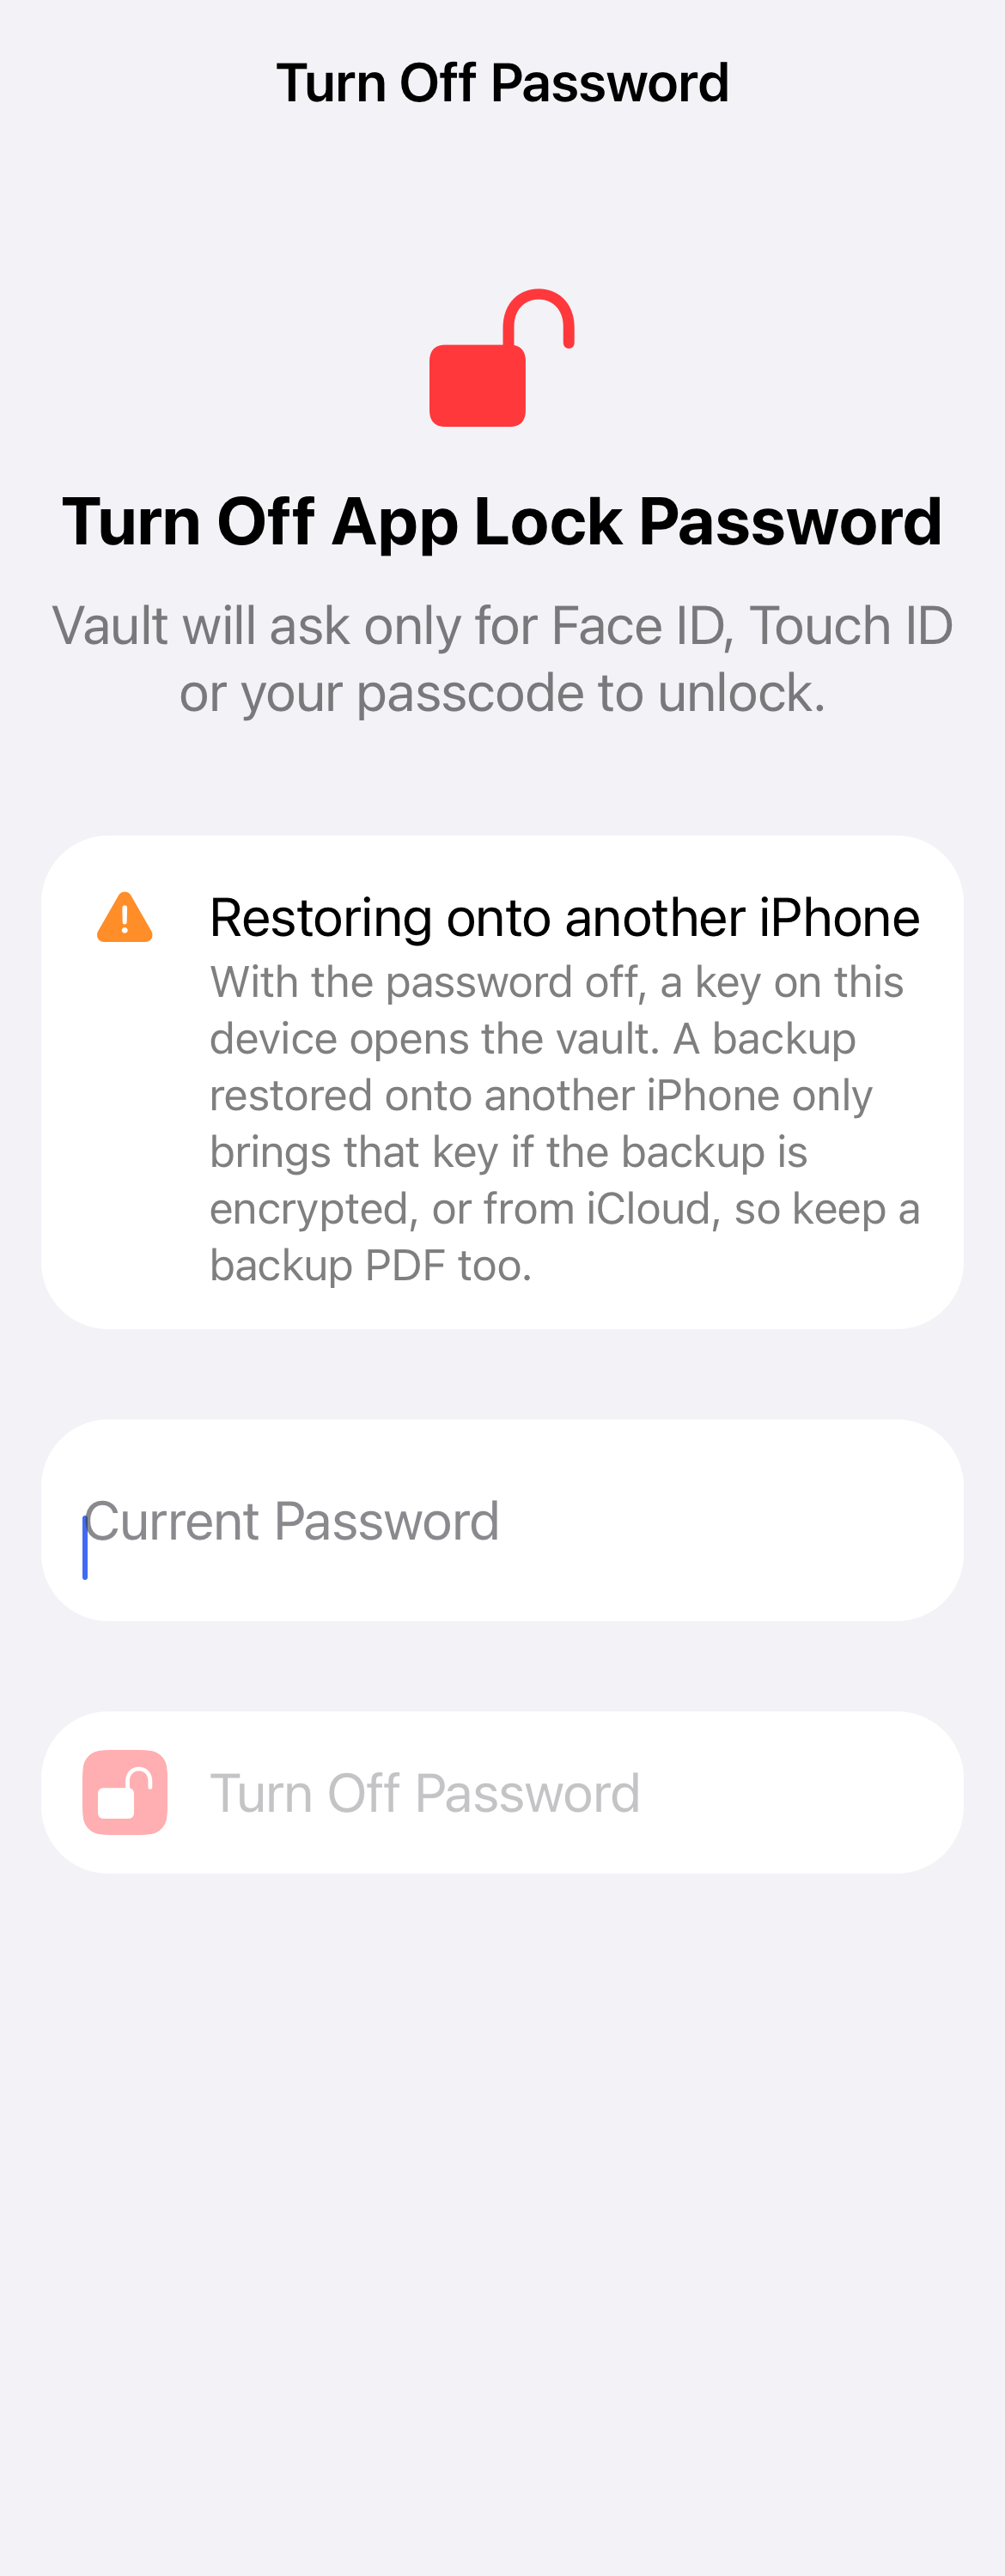 Turn Off Password
Turn Off App Lock Password
Vault will ask only for Face ID, Touch ID
or your passcode to unlock.
Restoring onto another iPhone
With the password off, a key on this
device opens the vault. A backup
restored onto another iPhone only
brings that key if the backup is
encrypted, or from iCloud, so keep a
backup PDF too.
Current Password
Turn Off Password